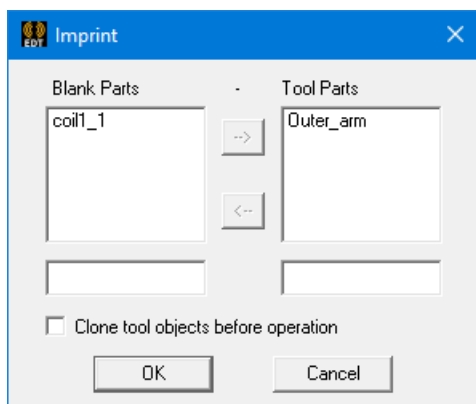 EDT Imprint
Blank Parts - Tool Parts
coil1_1
Outer_arm
-->
<--
Clone tool objects before operation
OK Cancel